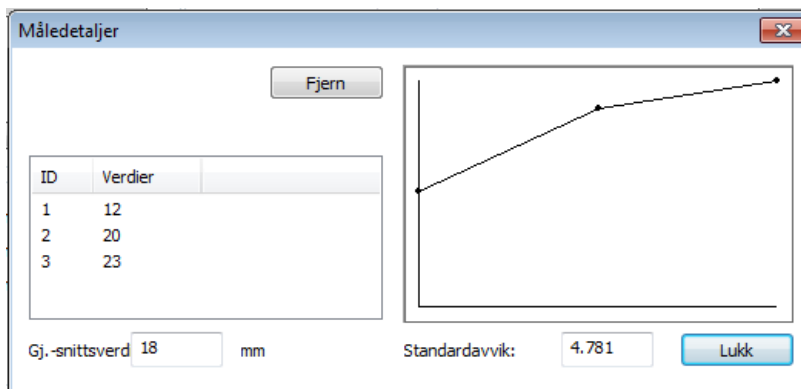 Måledetaljer
Fjern
ID Verdier
1 12
2 20
3 23
Gj.-snittsverd 18 mm
Standardavvik: 4.781
Lukk